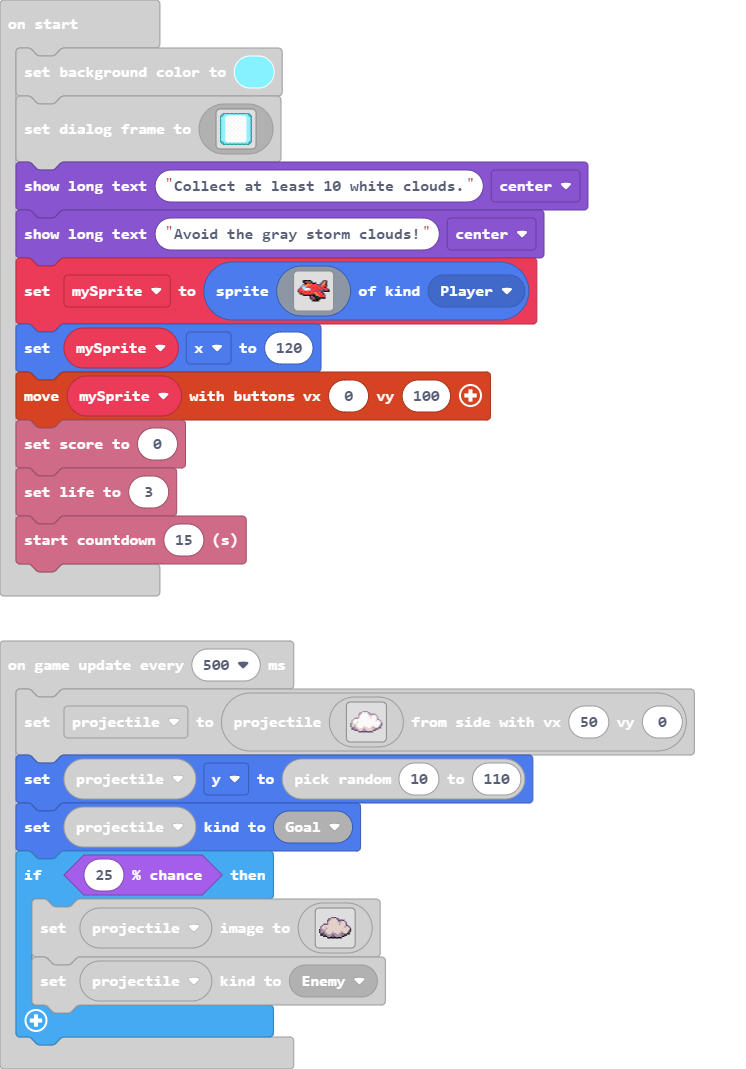 on start
set background color to
set dialog frame to
show long text "Collect at least 10 white clouds." center
show long text "Avoid the gray storm clouds!" center
set mySprite to sprite of kind Player
set mySprite x to 120
move mySprite with buttons vx 0 vy 100
set score to 0
set life to 3
start countdown 15 (s)
on game update every 500 ms
set projectile to projectile from side with vx 50 vy 0
set projectile y to pick random 10 to 110
set projectile kind to Goal
if 25 % chance then
set projectile image to
set projectile kind to Enemy